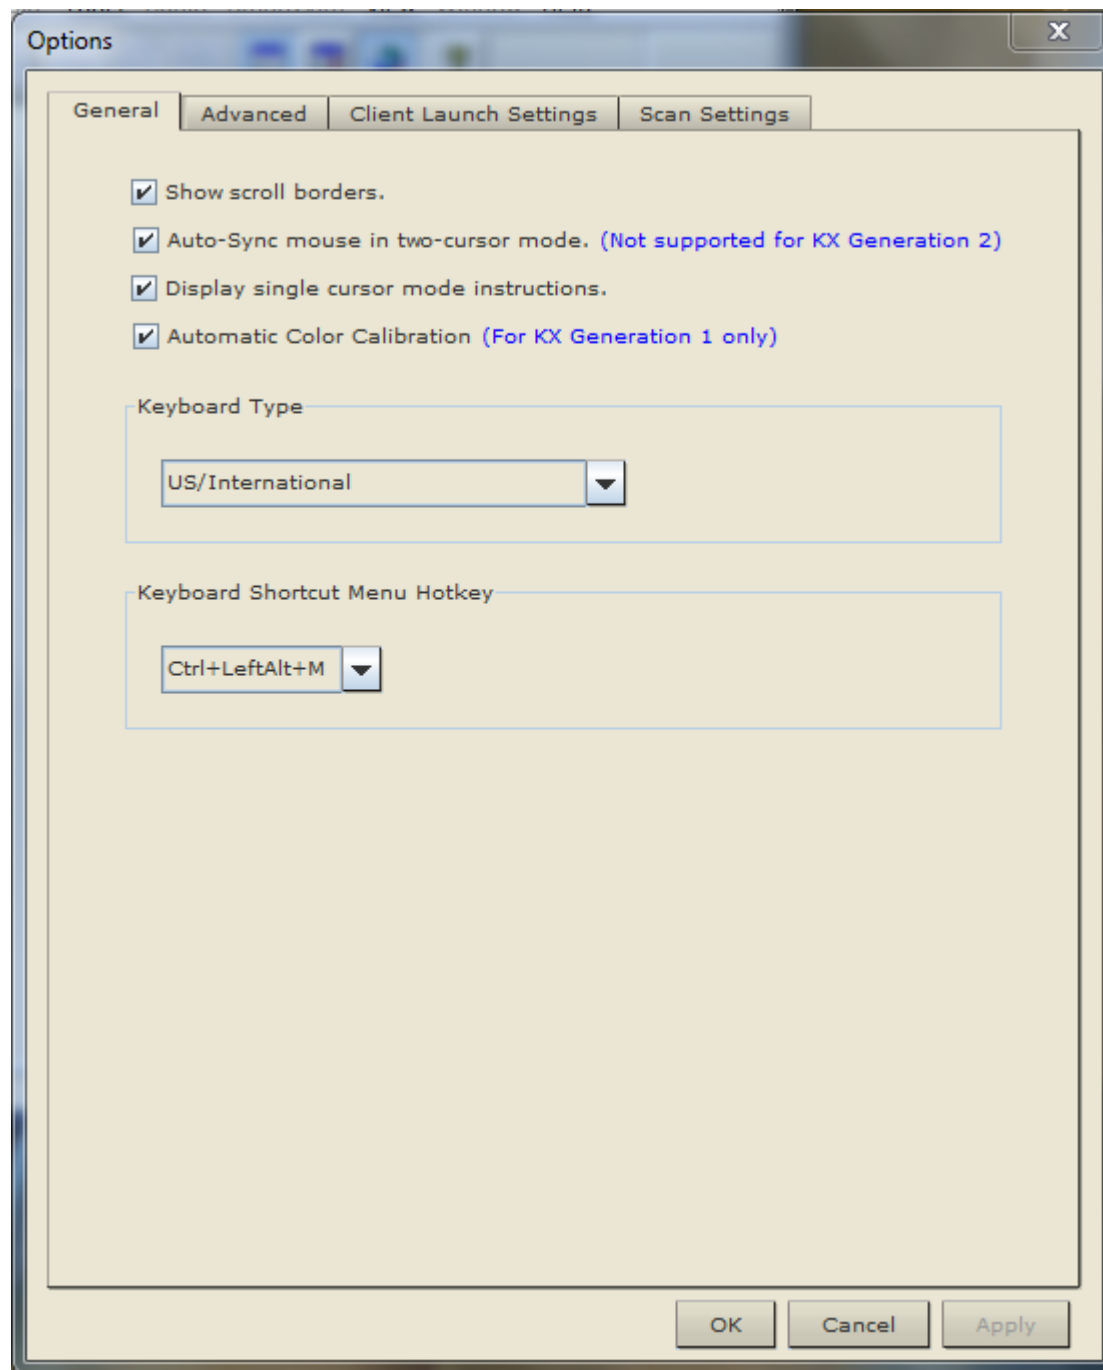 Options
General
Advanced
Client Launch Settings
Scan Settings
Show scroll borders.
Auto-Sync mouse in two-cursor mode. (Not supported for KX Generation 2)
Display single cursor mode instructions.
Automatic Color Calibration (For KX Generation 1 only)
Keyboard Type
US/International
Keyboard Shortcut Menu Hotkey
Ctrl+LeftAlt+M
OK
Cancel
Apply